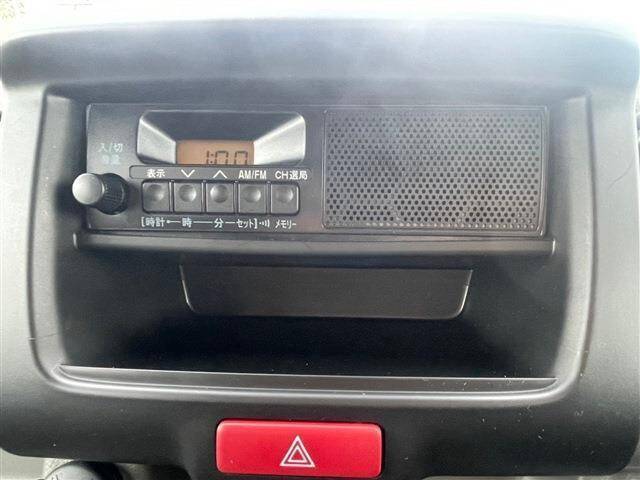 入/切
音量
1:00
表示 AM/FM CH選局
[時計・時 分 セット] メモリー